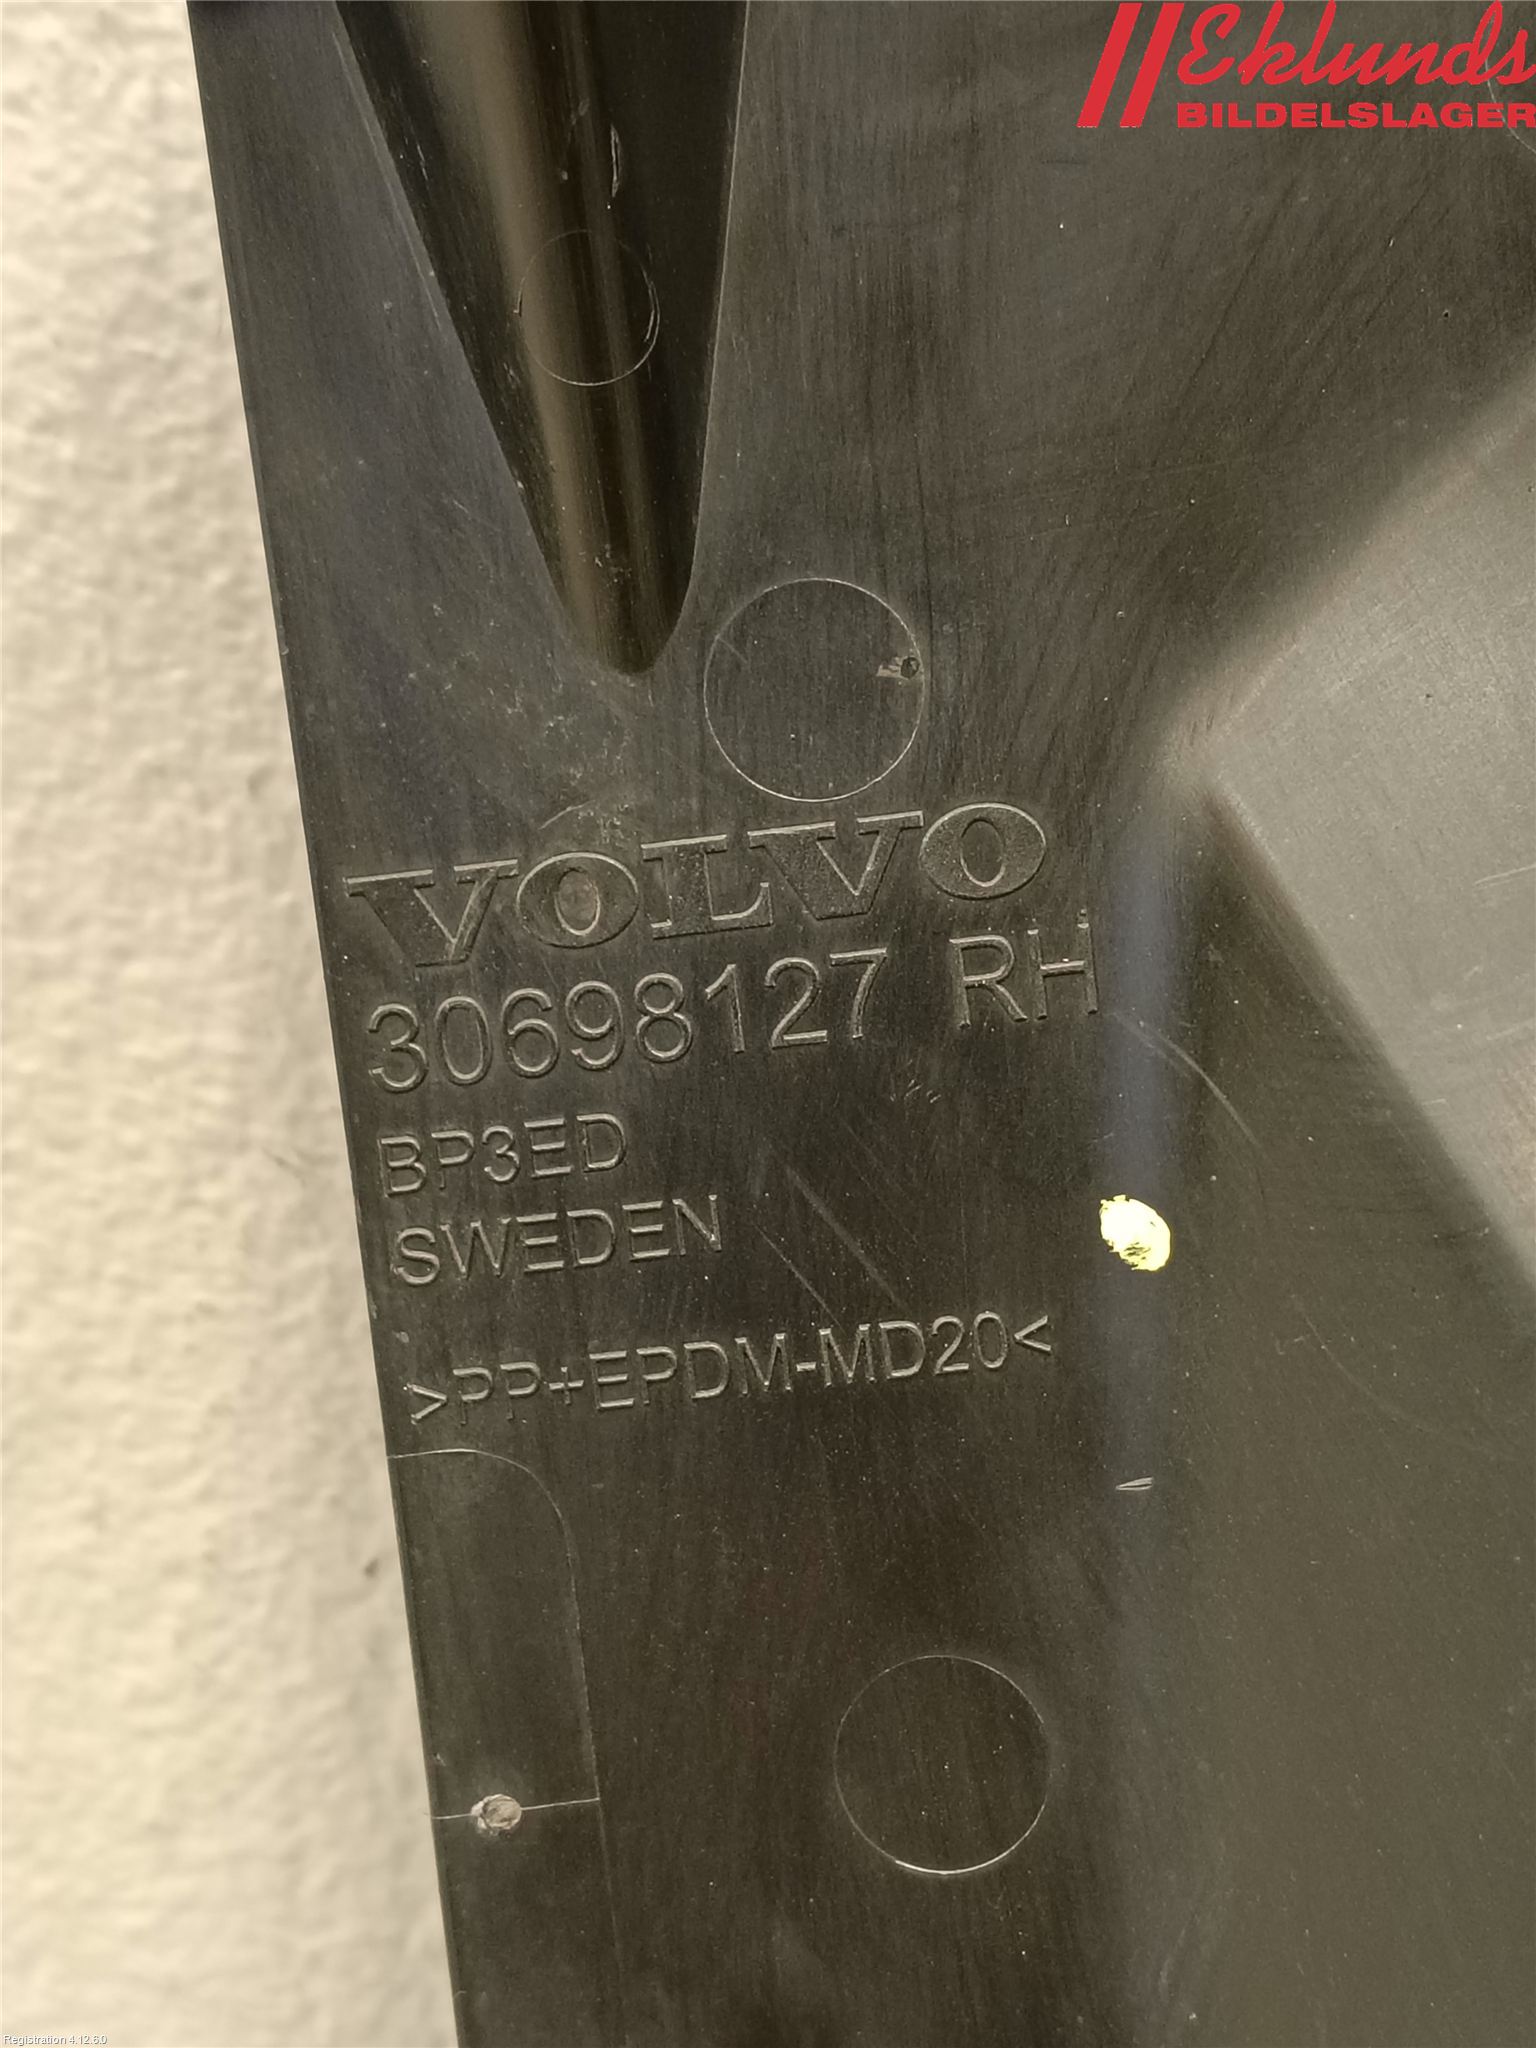 Eklunds
BILDELSLAGER
VOLVO
30698127 RH
BP3ED
SWEDEN
>PP+EPDM-MD20<
Registration 4.12.6.0